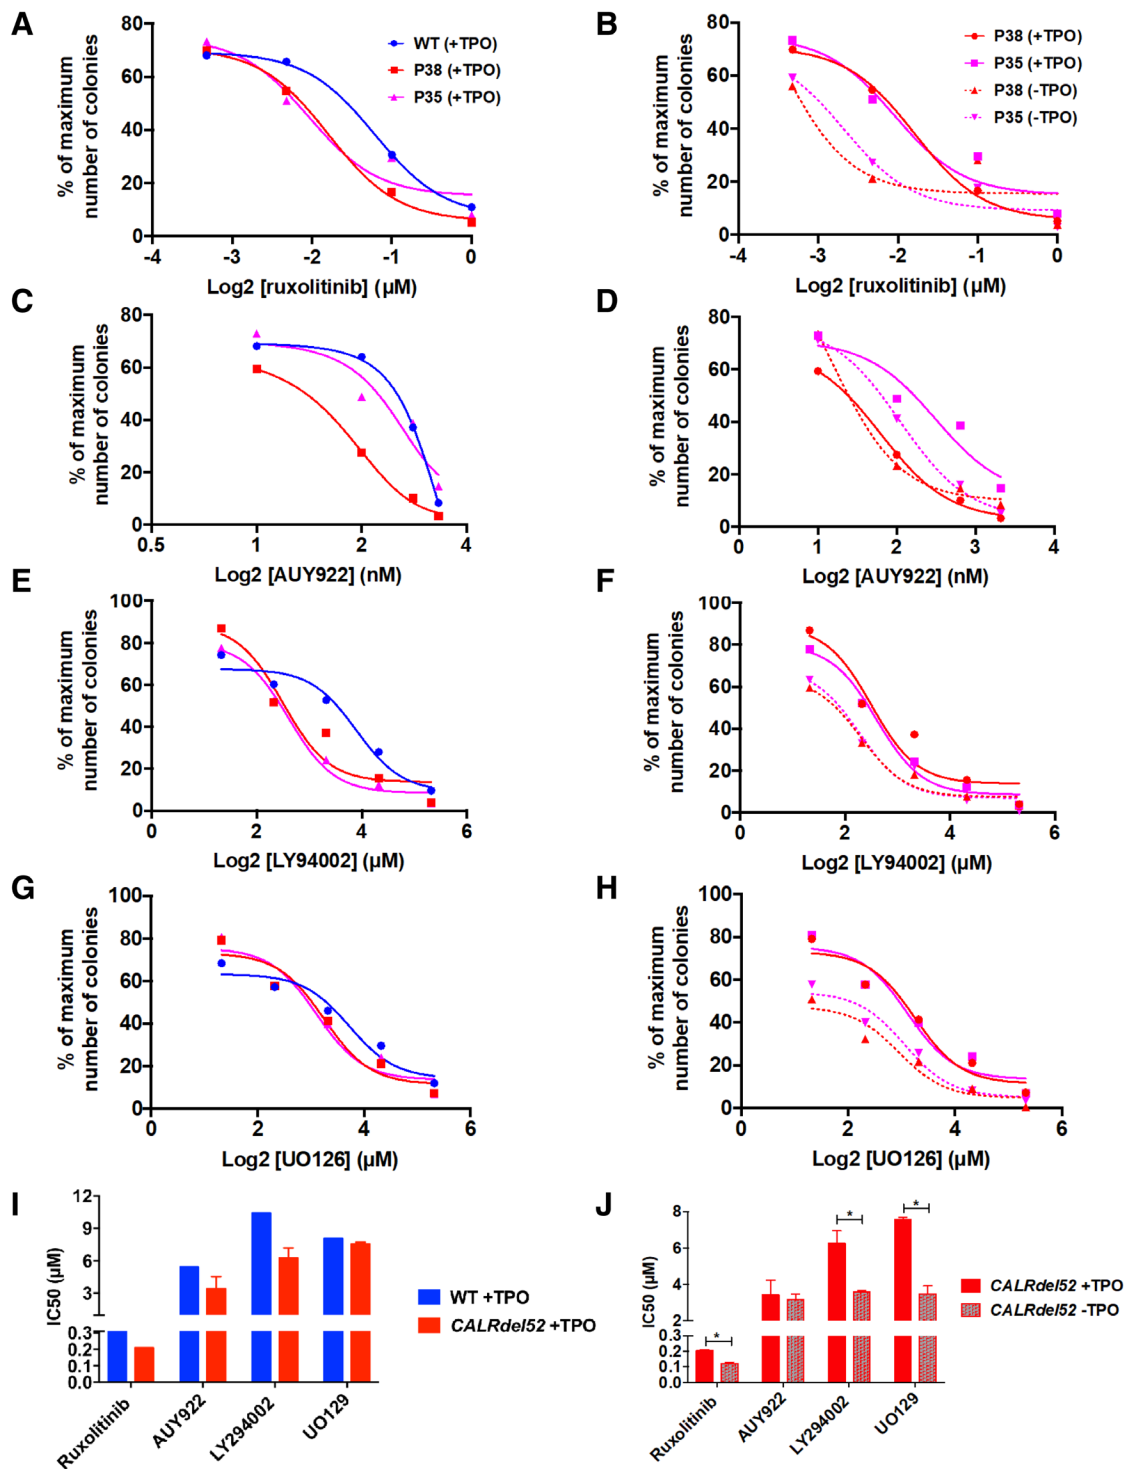 A
% of maximum
number of colonies
80
60
40
20
0
-4
-3
-2
-1
0
Log2 [ruxolitinib] (µM)
WT (+TPO)
P38 (+TPO)
P35 (+TPO)
B
% of maximum
number of colonies
80
60
40
20
0
-4
-3
-2
-1
0
Log2 [ruxolitinib] (µM)
P38 (+TPO)
P35 (+TPO)
P38 (-TPO)
P35 (-TPO)
C
% of maximum
number of colonies
80
60
40
20
0
0.5
1
2
4
Log2 [AUY922] (nM)
D
% of maximum
number of colonies
80
60
40
20
0
0
1
2
3
4
Log2 [AUY922] (nM)
E
% of maximum
number of colonies
100
80
60
40
20
0
0
2
4
6
Log2 [LY94002] (µM)
F
% of maximum
number of colonies
100
80
60
40
20
0
0
2
4
6
Log2 [LY94002] (µM)
G
% of maximum
number of colonies
100
80
60
40
20
0
0
2
4
6
Log2 [UO126] (µM)
H
% of maximum
number of colonies
100
80
60
40
20
0
0
2
4
6
Log2 [UO126] (µM)
I
IC50 (µM)
12
9
6
3
0.3
0.2
0.1
0.0
Ruxolitinib
AUY922
LY294002
UO129
WT +TPO
CALRdel52 +TPO
J
IC50 (µM)
8
6
4
2
0.3
0.2
0.1
0.0
*
*
*
Ruxolitinib
AUY922
LY294002
UO129
CALRdel52 +TPO
CALRdel52 -TPO